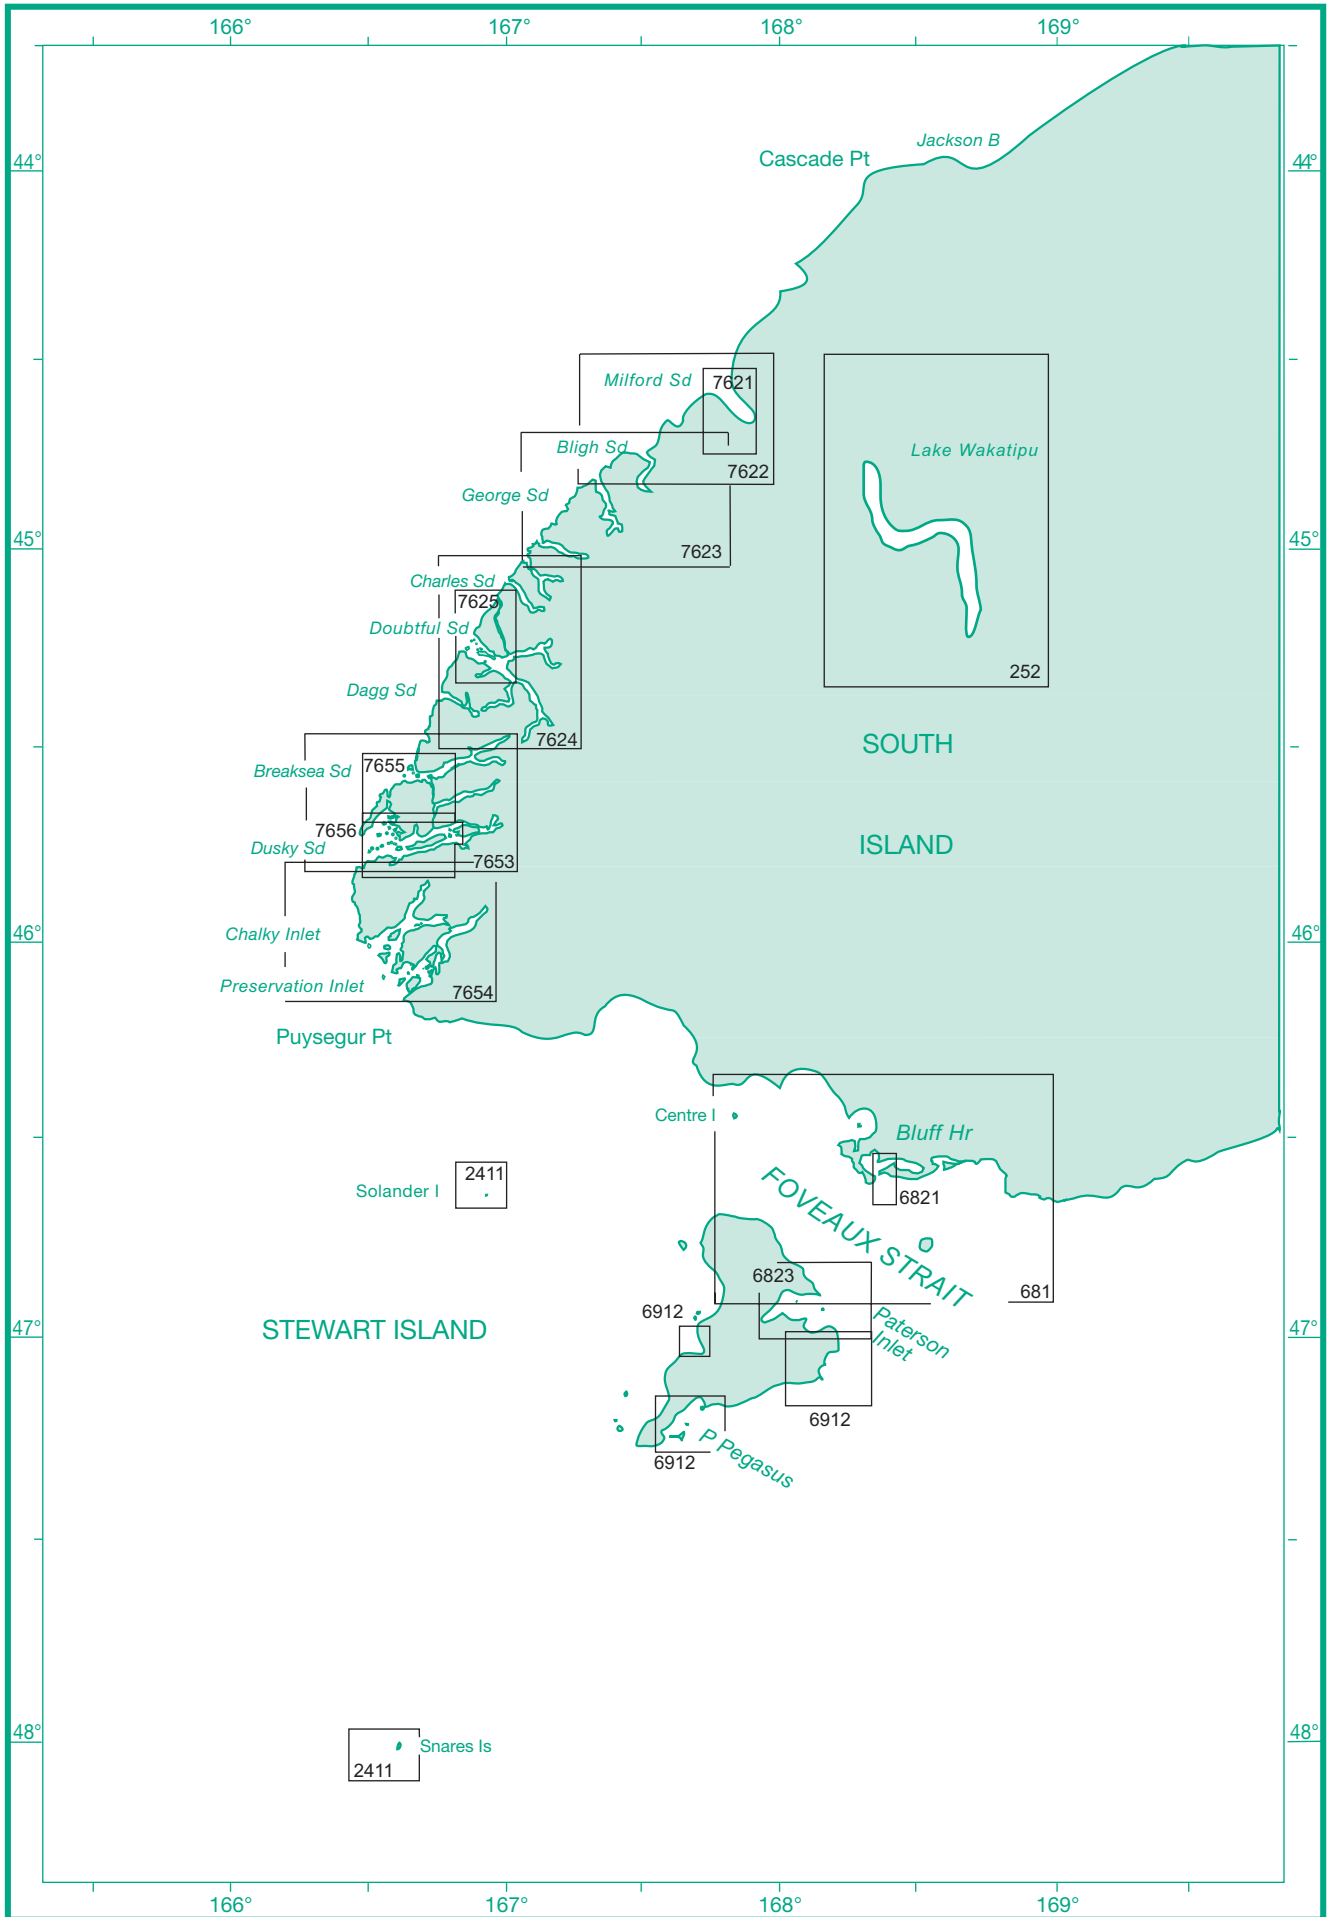 166° 167° 168° 169°
Jackson B
Cascade Pt
44° 44°
Milford Sd
7621
Bligh Sd
7622
Lake Wakatipu
George Sd
7623
45° 45°
Charles Sd
7625
Doubtful Sd
252
Dagg Sd
7624
SOUTH
Breaksea Sd
7655
7656
Dusky Sd
ISLAND
7653
Chalky Inlet
46° 46°
Preservation Inlet
7654
Puysegur Pt
Centre I
Bluff Hr
2411
Solander I
6821
FOVEAUX STRAIT
6823
681
6912
Paterson
Inlet
STEWART ISLAND
47° 47°
6912
P Pegasus
6912
48° 48°
Snares Is
2411
166° 167° 168° 169°